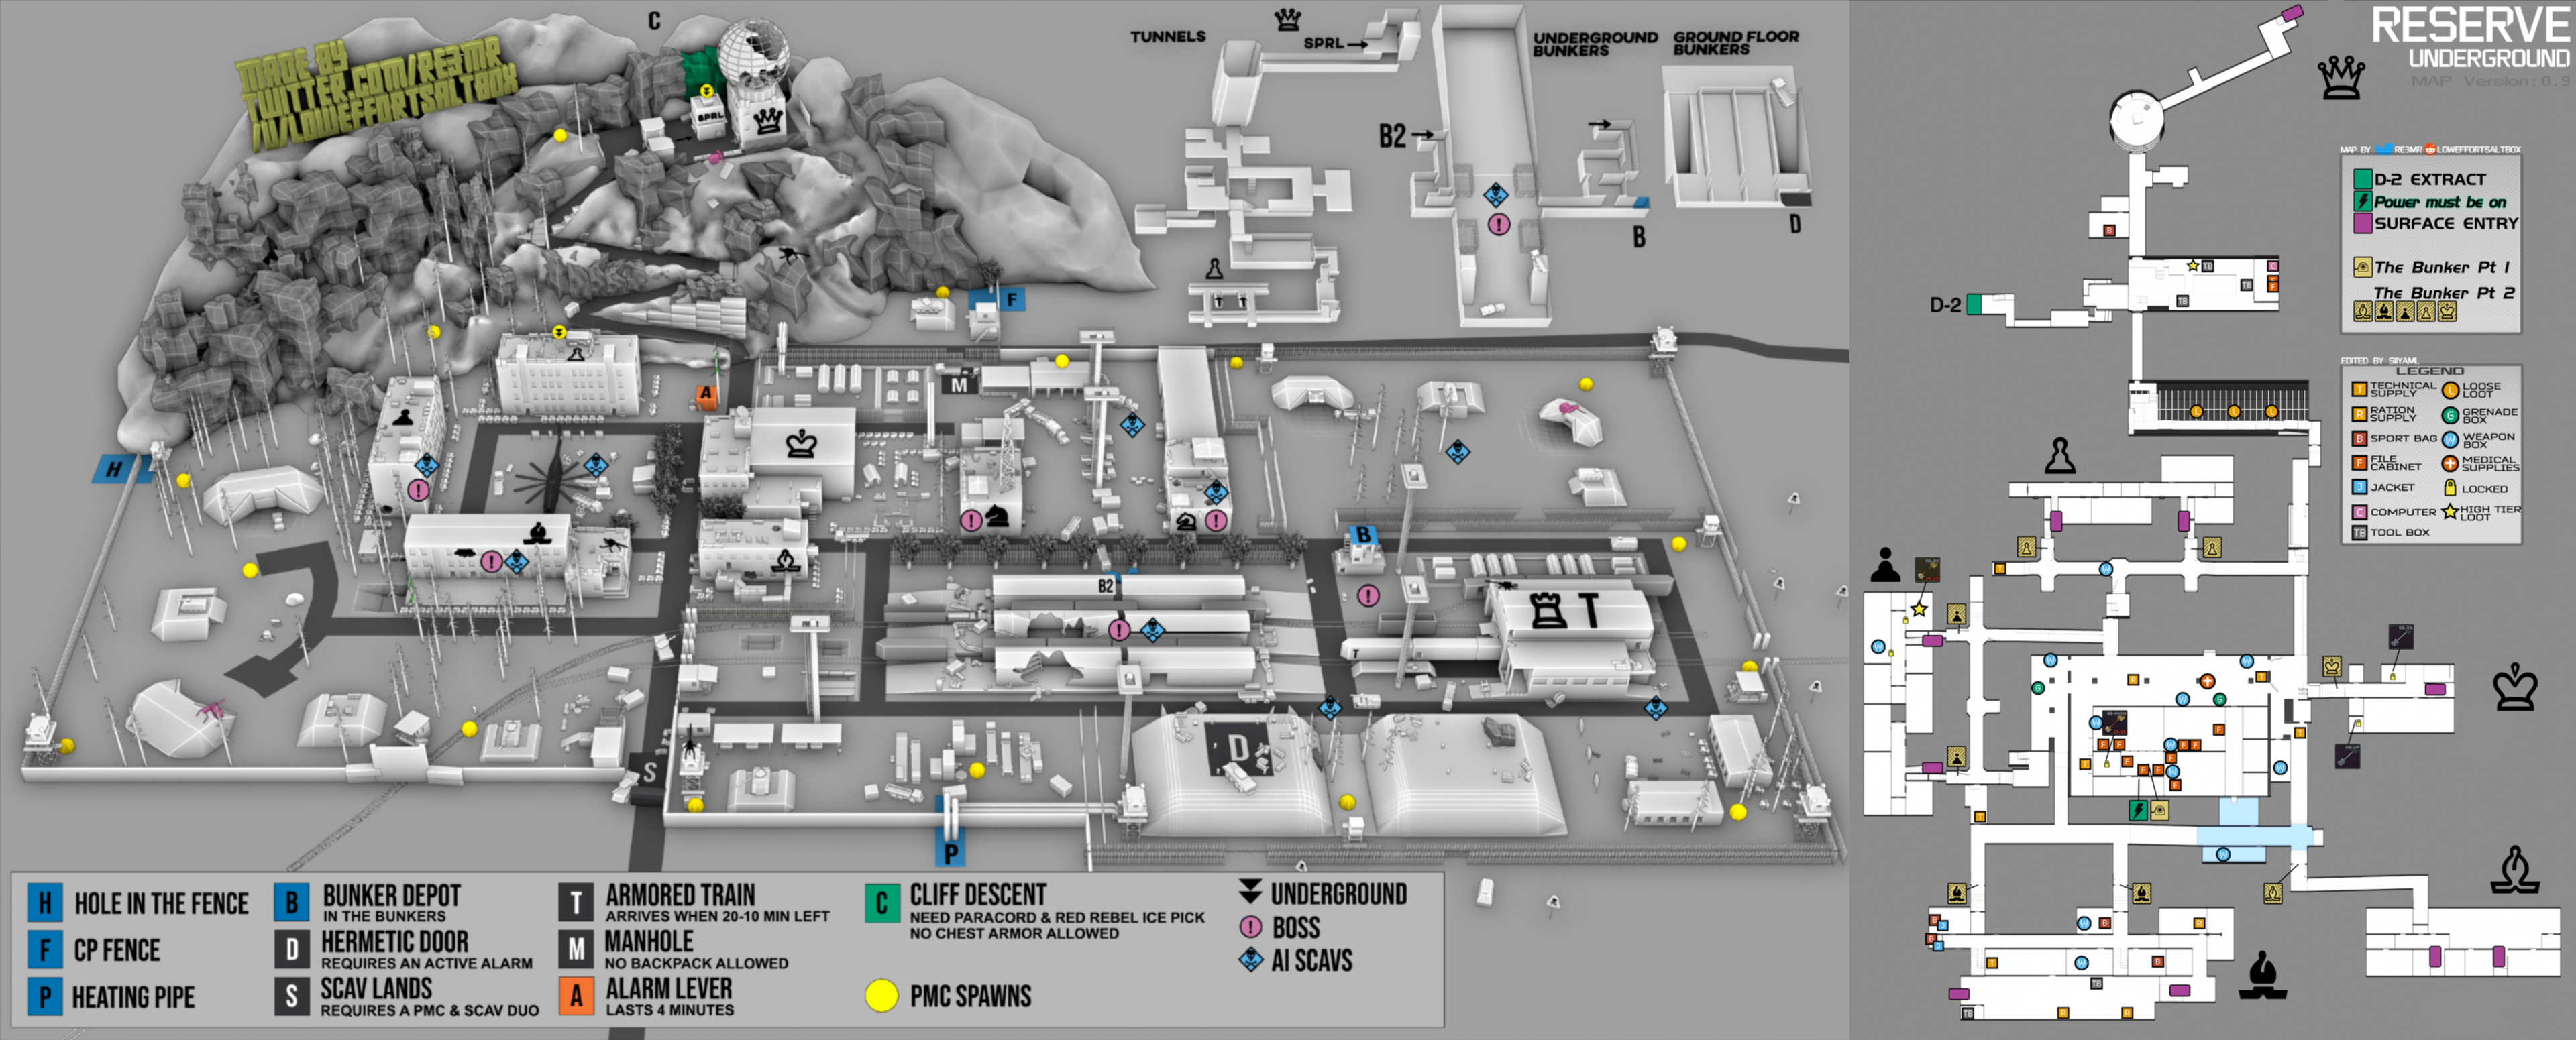 MADE BY
TWITTER.COM/RE3MR
/U/LOWEFFORTSALTBOX
C
SPRL
TUNNELS
SPRL
B2
UNDERGROUND
BUNKERS
B
GROUND FLOOR
BUNKERS
D
F
A
M
H
B
B2
T
T
D
S
P
H HOLE IN THE FENCE
F CP FENCE
P HEATING PIPE
B BUNKER DEPOT
IN THE BUNKERS
D HERMETIC DOOR
REQUIRES AN ACTIVE ALARM
S SCAV LANDS
REQUIRES A PMC & SCAV DUO
T ARMORED TRAIN
ARRIVES WHEN 20-10 MIN LEFT
M MANHOLE
NO BACKPACK ALLOWED
A ALARM LEVER
LASTS 4 MINUTES
C CLIFF DESCENT
NEED PARACORD & RED REBEL ICE PICK
NO CHEST ARMOR ALLOWED
PMC SPAWNS
UNDERGROUND
! BOSS
AI SCAVS
RESERVE
UNDERGROUND
MAP Version: 0.9
MAP BY RE3MR LOWEFFORTSALTBOX
D-2 EXTRACT
Power must be on
SURFACE ENTRY
The Bunker Pt 1
The Bunker Pt 2
D-2
EDITED BY SIIYAML
LEGEND
T TECHNICAL
SUPPLY
R RATION
SUPPLY
B SPORT BAG
F FILE
CABINET
J JACKET
C COMPUTER
TB TOOL BOX
L LOOSE
LOOT
G GRENADE
BOX
W WEAPON
BOX
MEDICAL
SUPPLIES
LOCKED
HIGH TIER
LOOT